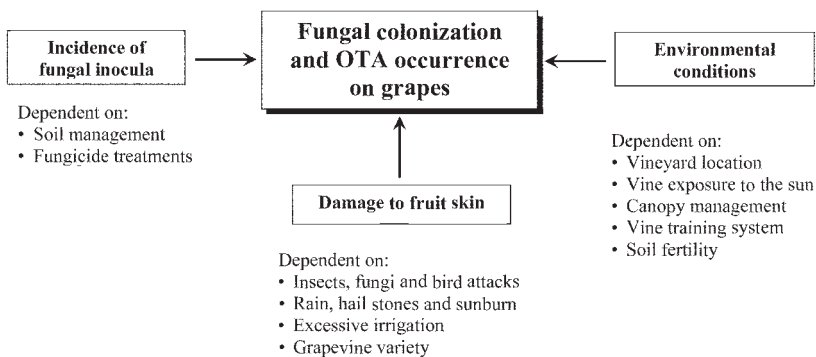 Incidence of
fungal inocula
Dependent on:
• Soil management
• Fungicide treatments
Fungal colonization
and OTA occurrence
on grapes
Damage to fruit skin
Dependent on:
• Insects, fungi and bird attacks
• Rain, hail stones and sunburn
• Excessive irrigation
• Grapevine variety
Environmental
conditions
Dependent on:
• Vineyard location
• Vine exposure to the sun
• Canopy management
• Vine training system
• Soil fertility